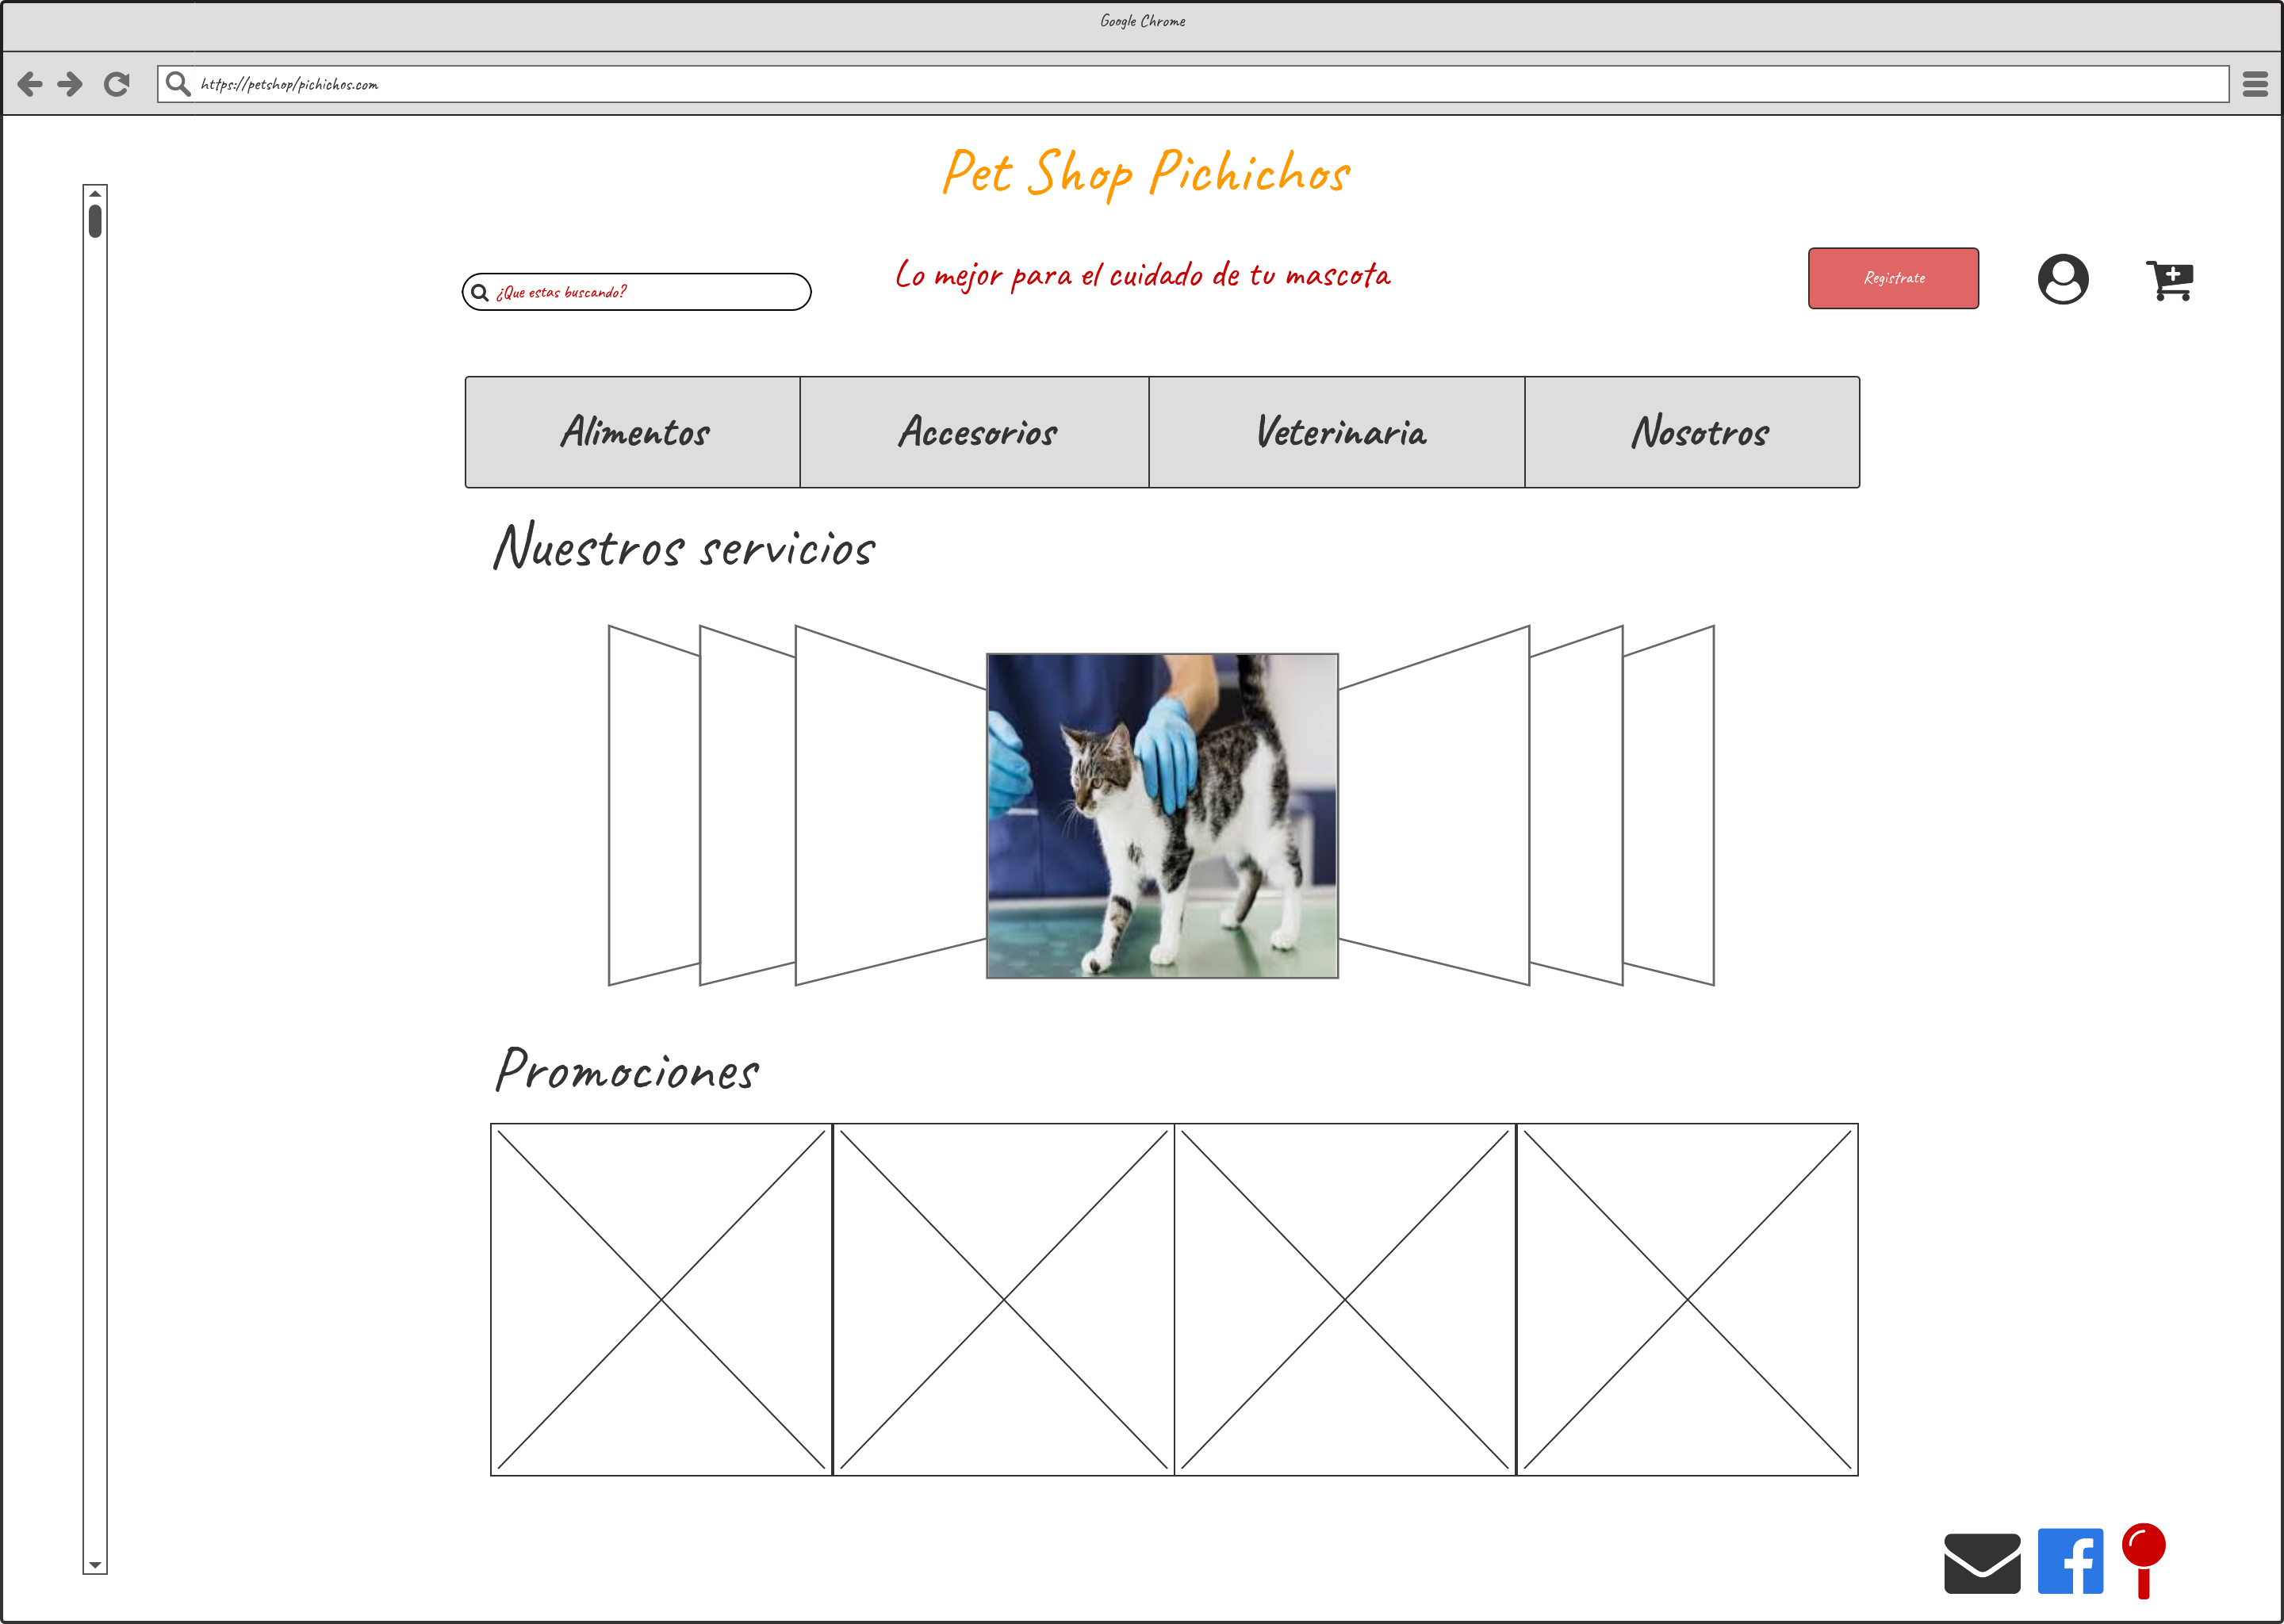 Google Chrome
https://petshop/pichichos.com
Pet Shop Pichichos
Lo mejor para el cuidado de tu mascota
¿Que estas buscando?
Registrate
Alimentos
Accesorios
Veterinaria
Nosotros
Nuestros servicios
Promociones